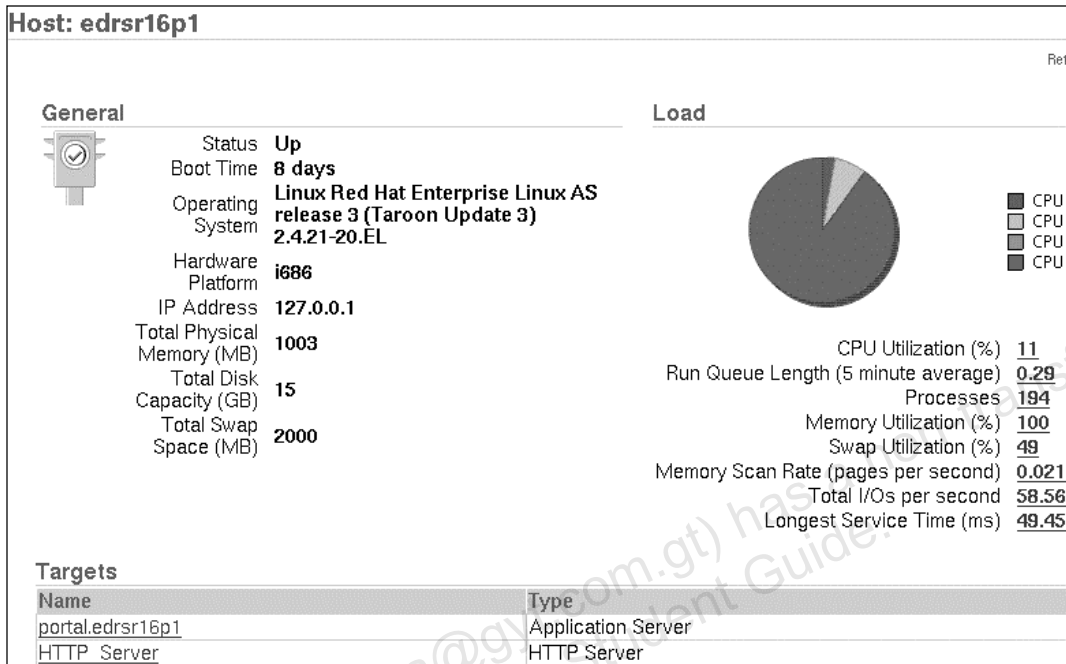 Host: edrsr16p1
General
Status Up
Boot Time 8 days
Operating System Linux Red Hat Enterprise Linux AS
release 3 (Taroon Update 3)
2.4.21-20.EL
Hardware Platform i686
IP Address 127.0.0.1
Total Physical Memory (MB) 1003
Total Disk Capacity (GB) 15
Total Swap Space (MB) 2000
Load
CPU
CPU
CPU
CPU
CPU Utilization (%) 11
Run Queue Length (5 minute average) 0.29
Processes 194
Memory Utilization (%) 100
Swap Utilization (%) 49
Memory Scan Rate (pages per second) 0.021
Total I/Os per second 58.56
Longest Service Time (ms) 49.45
Targets
Name Type
portal.edrsr16p1 Application Server
HTTP_Server HTTP Server
com.gt) has a
Student Guide.